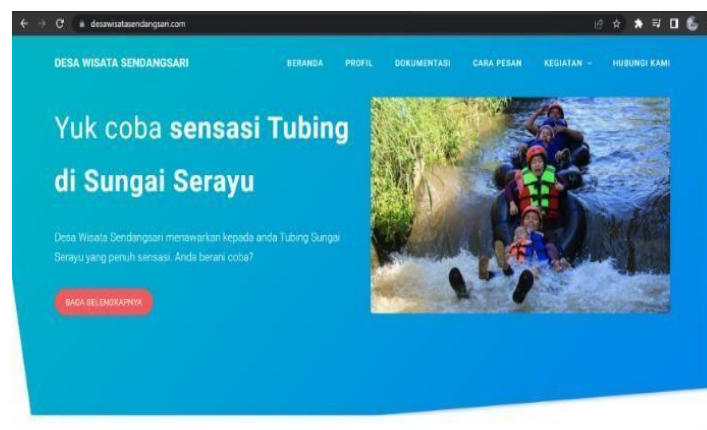 desawisatasendangsari.com
DESA WISATA SENDANGSARI
BERANDA PROFIL DOKUMENTASI CARA PESAN KEGIATAN HUBUNGI KAMI
Yuk coba sensasi Tubing
di Sungai Serayu
Desa Wisata Sendangsari menawarkan kepada anda Tubing Sungai
Serayu yang penuh sensasi. Anda berani coba?
BACA SELENGKAPNYA